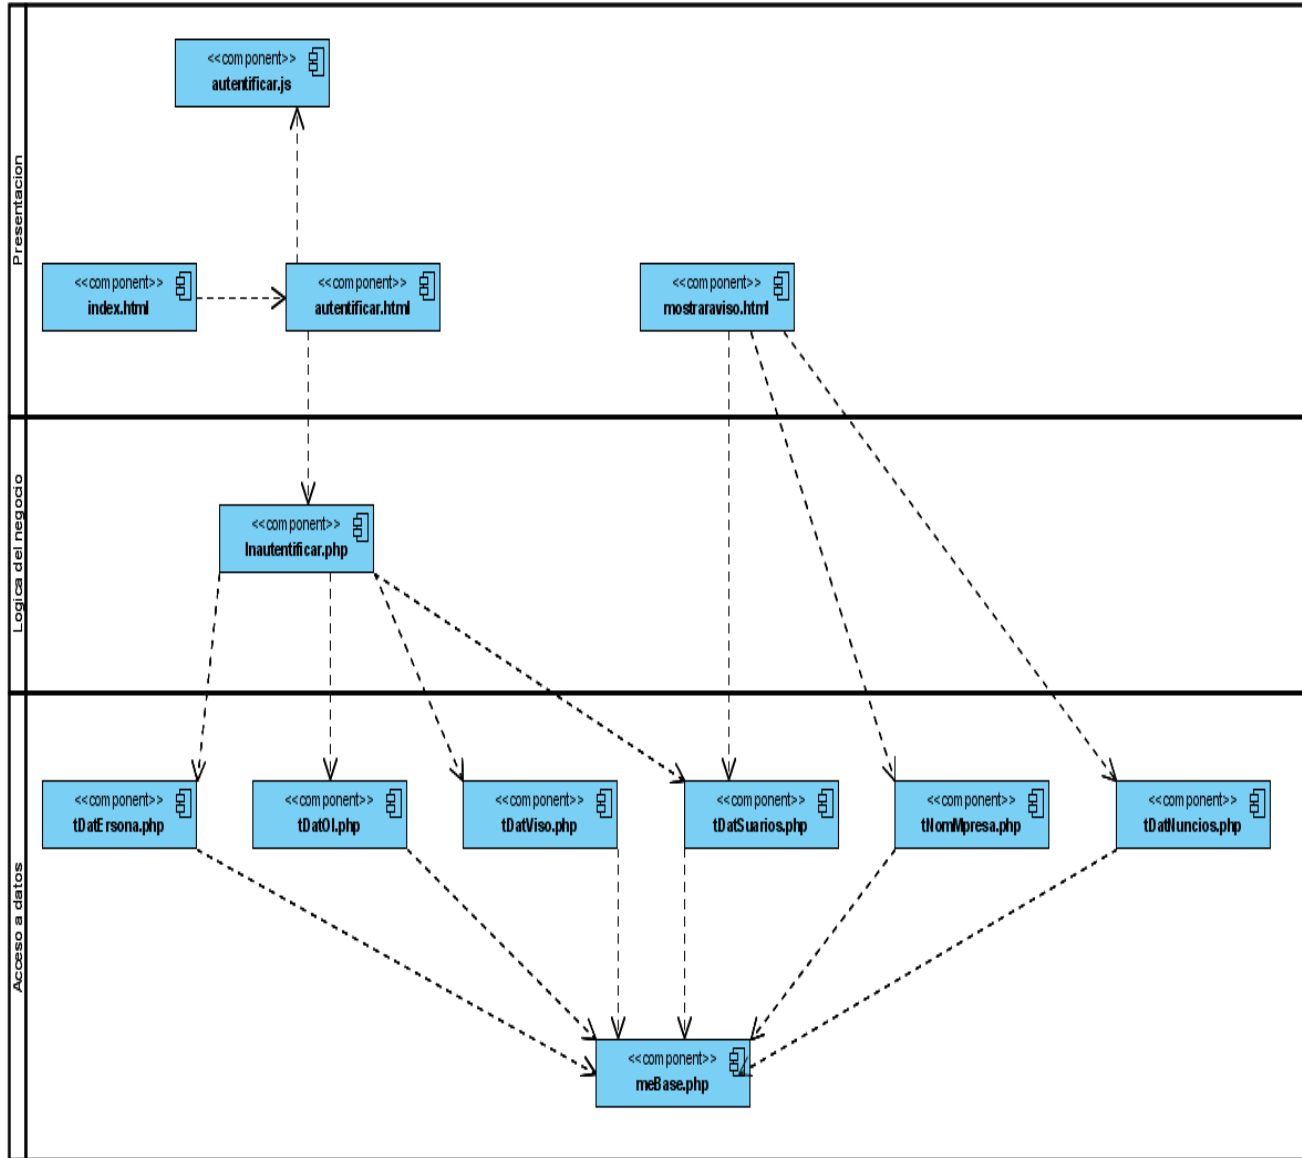 Presentacion
<<component>>
autentificar.js
<<component>>
index.html
<<component>>
autentificar.html
<<component>>
mostraraviso.html
Logica del negocio
<<component>>
lnautentificar.php
Acceso a datos
<<component>>
tDatErsona.php
<<component>>
tDatOl.php
<<component>>
tDatViso.php
<<component>>
tDatSuarios.php
<<component>>
tNomMpresa.php
<<component>>
tDatNuncios.php
<<component>>
meBase.php